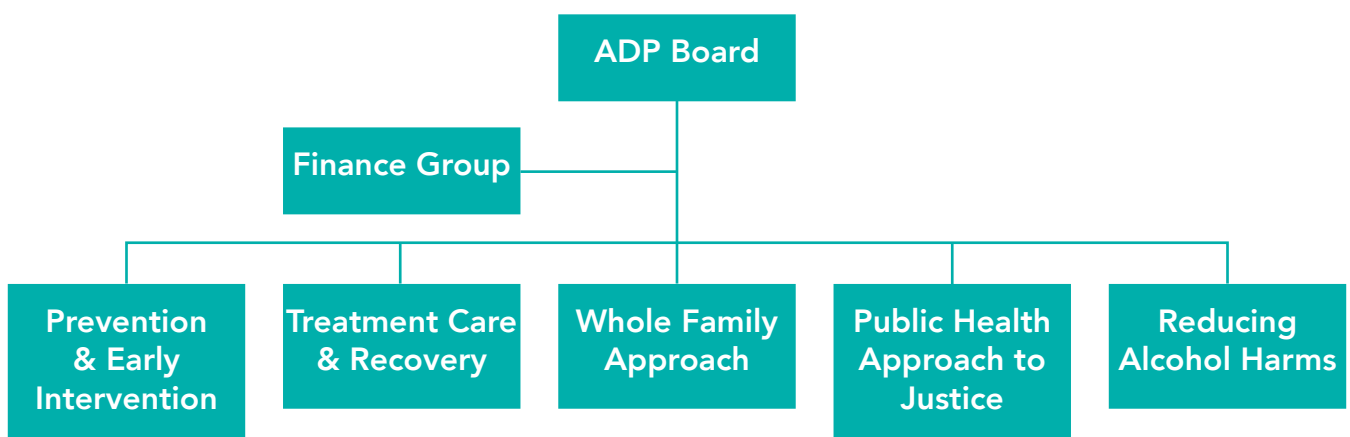 ADP Board
Finance Group
Prevention
& Early
Intervention
Treatment Care
& Recovery
Whole Family
Approach
Public Health
Approach to
Justice
Reducing
Alcohol Harms